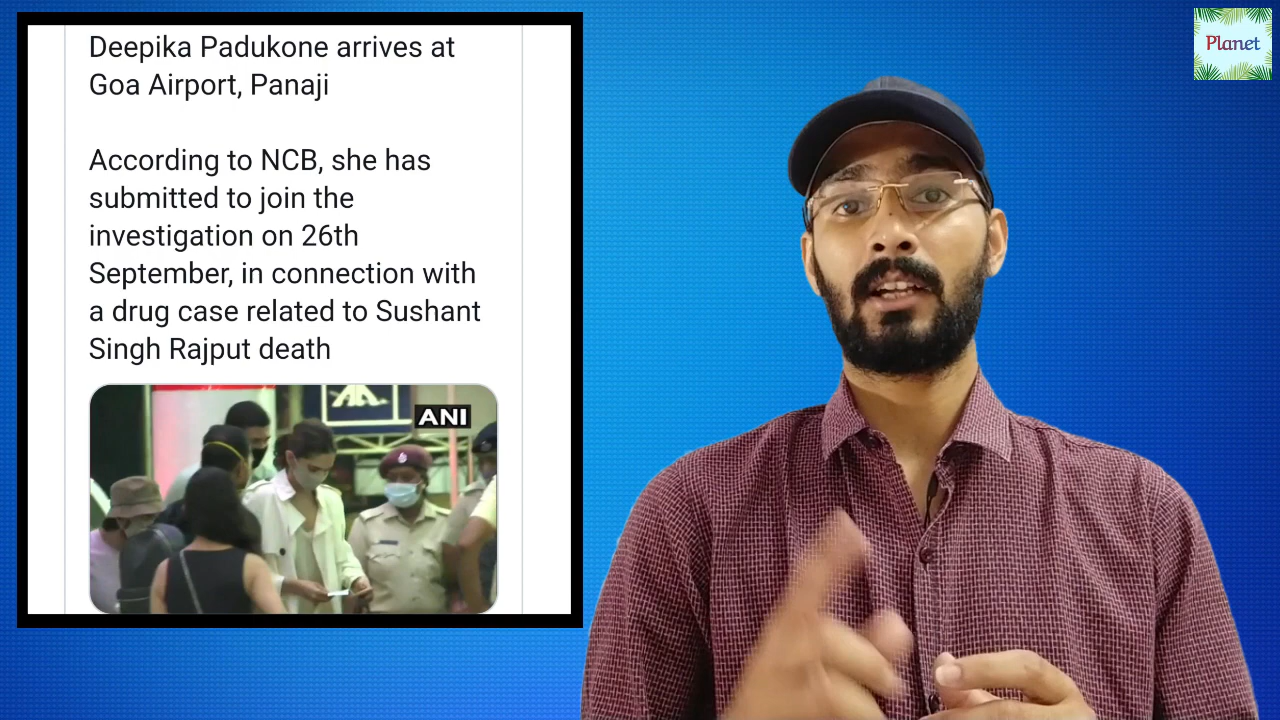 Deepika Padukone arrives at
Goa Airport, Panaji
According to NCB, she has
submitted to join the
investigation on 26th
September, in connection with
a drug case related to Sushant
Singh Rajput death
ANI
Planet